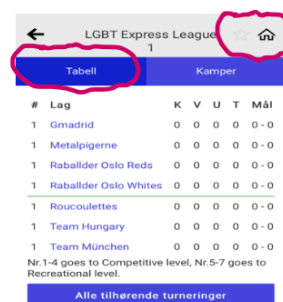 LGBT Express League
1
Tabell Kamper
# Lag K V U T Mål
1 Gmadrid 0 0 0 0 0-0
1 Metalpigerne 0 0 0 0 0-0
1 Raballder Oslo Reds 0 0 0 0 0-0
1 Raballder Oslo Whites 0 0 0 0 0-0
1 Roucoulettes 0 0 0 0 0-0
1 Team Hungary 0 0 0 0 0-0
1 Team München 0 0 0 0 0-0
Nr.1-4 goes to Competitive level, Nr.5-7 goes to
Recreational level.
Alle tilhørende turneringer